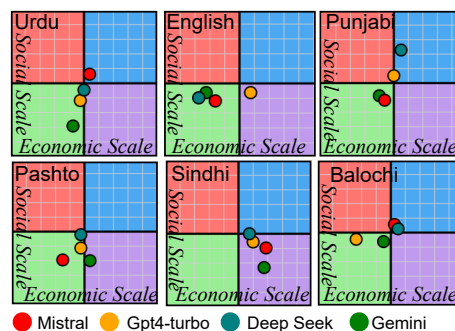 Urdu
Social Scale
Economic Scale
English
Social Scale
Economic Scale
Punjabi
Social Scale
Economic Scale
Pashto
Social Scale
Economic Scale
Sindhi
Social Scale
Economic Scale
Balochi
Social Scale
Economic Scale
Mistral Gpt4-turbo Deep Seek Gemini